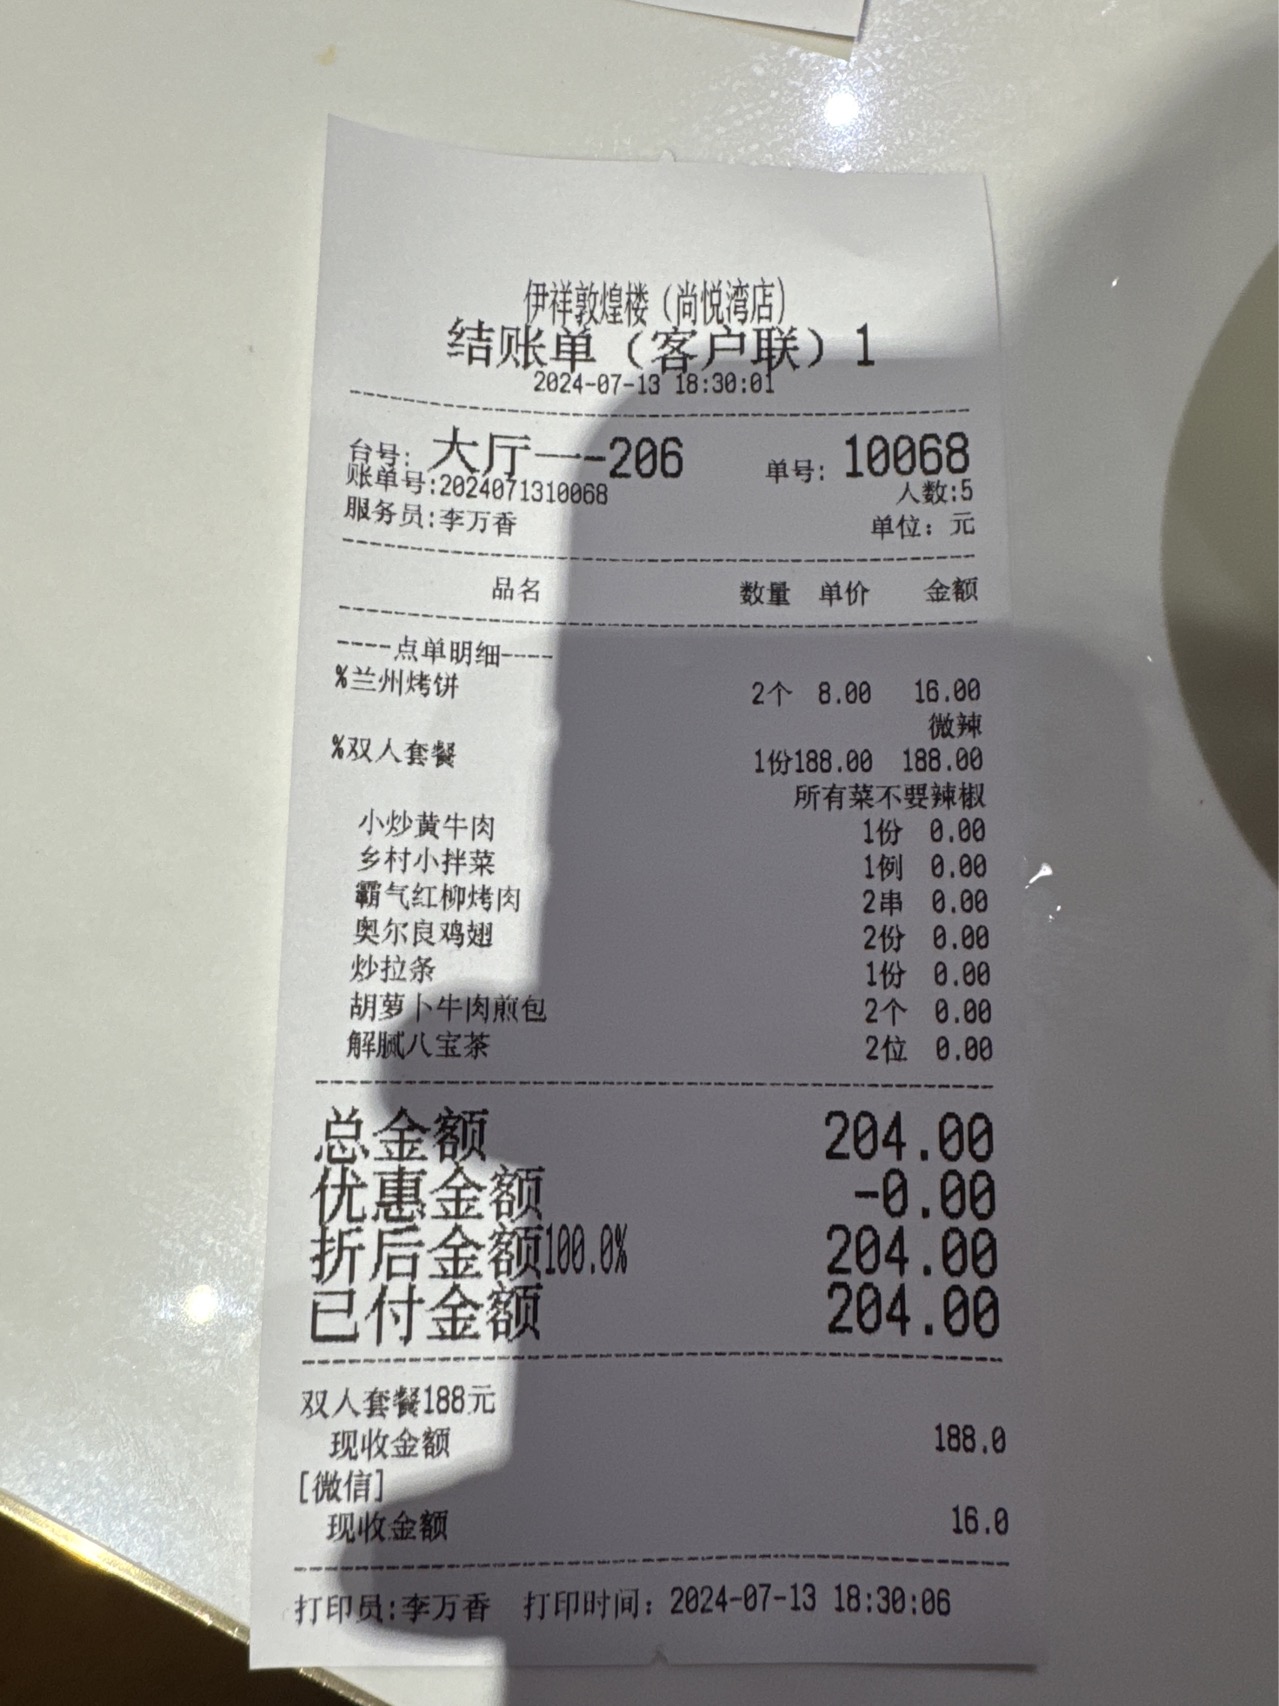 伊祥敦煌楼（尚悦湾店）
结账单（客户联）1
2024-07-13 18:30:01
台号：大厅——-206 单号：10068
账单号:2024071310068 人数:5
服务员:李万香 单位：元
品名 数量 单价 金额
----点单明细----
%兰州烤饼 2个 8.00 16.00
微辣
%双人套餐 1份188.00 188.00
所有菜不要辣椒
小炒黄牛肉 1份 0.00
乡村小拌菜 1例 0.00
霸气红柳烤肉 2串 0.00
奥尔良鸡翅 2份 0.00
炒拉条 1份 0.00
胡萝卜牛肉煎包 2个 0.00
解腻八宝茶 2位 0.00
总金额 204.00
优惠金额 -0.00
折后金额100.0% 204.00
已付金额 204.00
双人套餐188元
现收金额 188.0
[微信]
现收金额 16.0
打印员:李万香 打印时间：2024-07-13 18:30:06